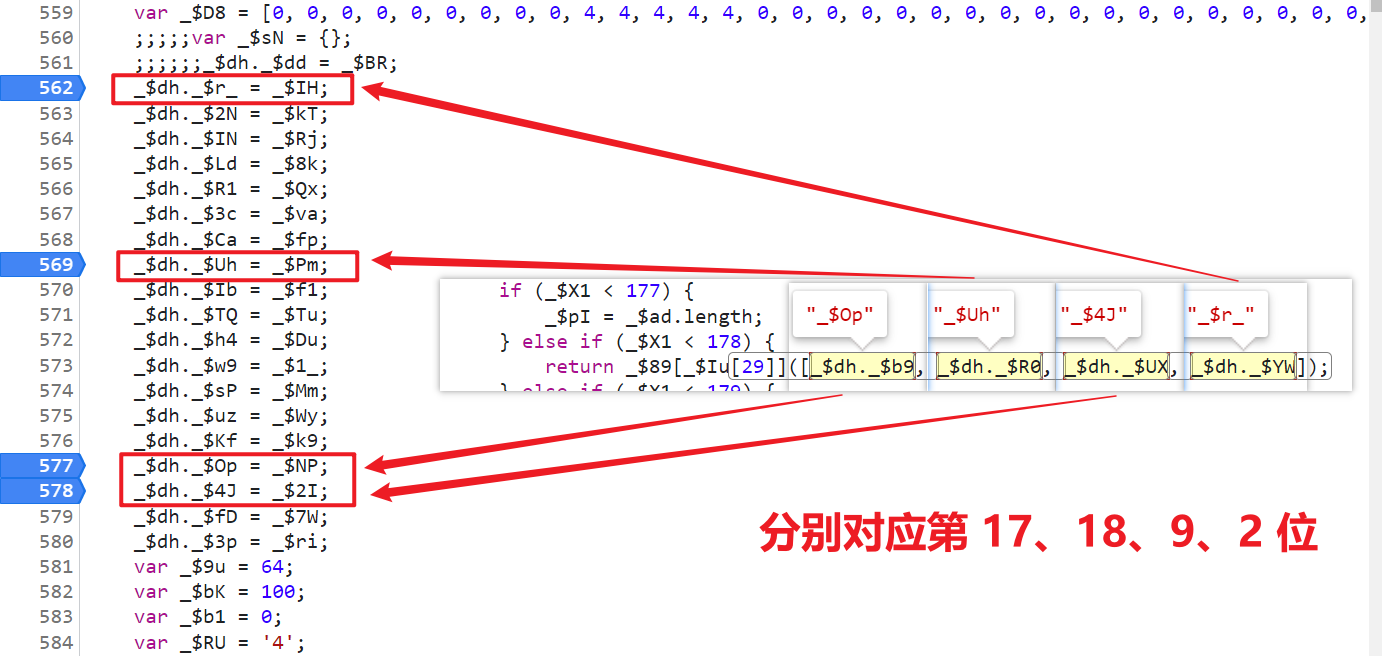 559 var _$D8 = [0, 0, 0, 0, 0, 0, 0, 0, 0, 4, 4, 4, 4, 4, 0, 0, 0, 0, 0, 0, 0, 0, 0, 0, 0, 0, 0, 0, 0, 0, 0, 0,
560 ;;;;;var _$sN = {};
561 ;;;;;;_$dh._$dd = _$BR;
562 _$dh._$r_ = _$IH;
563 _$dh._$2N = _$kT;
564 _$dh._$IN = _$Rj;
565 _$dh._$Ld = _$8k;
566 _$dh._$R1 = _$Qx;
567 _$dh._$3c = _$va;
568 _$dh._$Ca = _$fp;
569 _$dh._$Uh = _$Pm;
570 _$dh._$Ib = _$f1;
571 _$dh._$TQ = _$Tu;
572 _$dh._$h4 = _$Du;
573 _$dh._$w9 = _$1_;
574 _$dh._$sP = _$Mm;
575 _$dh._$uz = _$Wy;
576 _$dh._$Kf = _$k9;
577 _$dh._$Op = _$NP;
578 _$dh._$4J = _$2I;
579 _$dh._$fD = _$7W;
580 _$dh._$3p = _$ri;
581 var _$9u = 64;
582 var _$bK = 100;
583 var _$b1 = 0;
584 var _$RU = '4';
if (_$X1 < 177) {
"_$Op" "_$Uh" "_$4J" "_$r_"
_$pI = _$ad.length;
} else if (_$X1 < 178) {
return _$89[_$Iu[29]]([_$dh._$b9, _$dh._$R0, _$dh._$UX, _$dh._$YW]);
} else if (_$X1 < 179) {
分别对应第 17、18、9、2 位